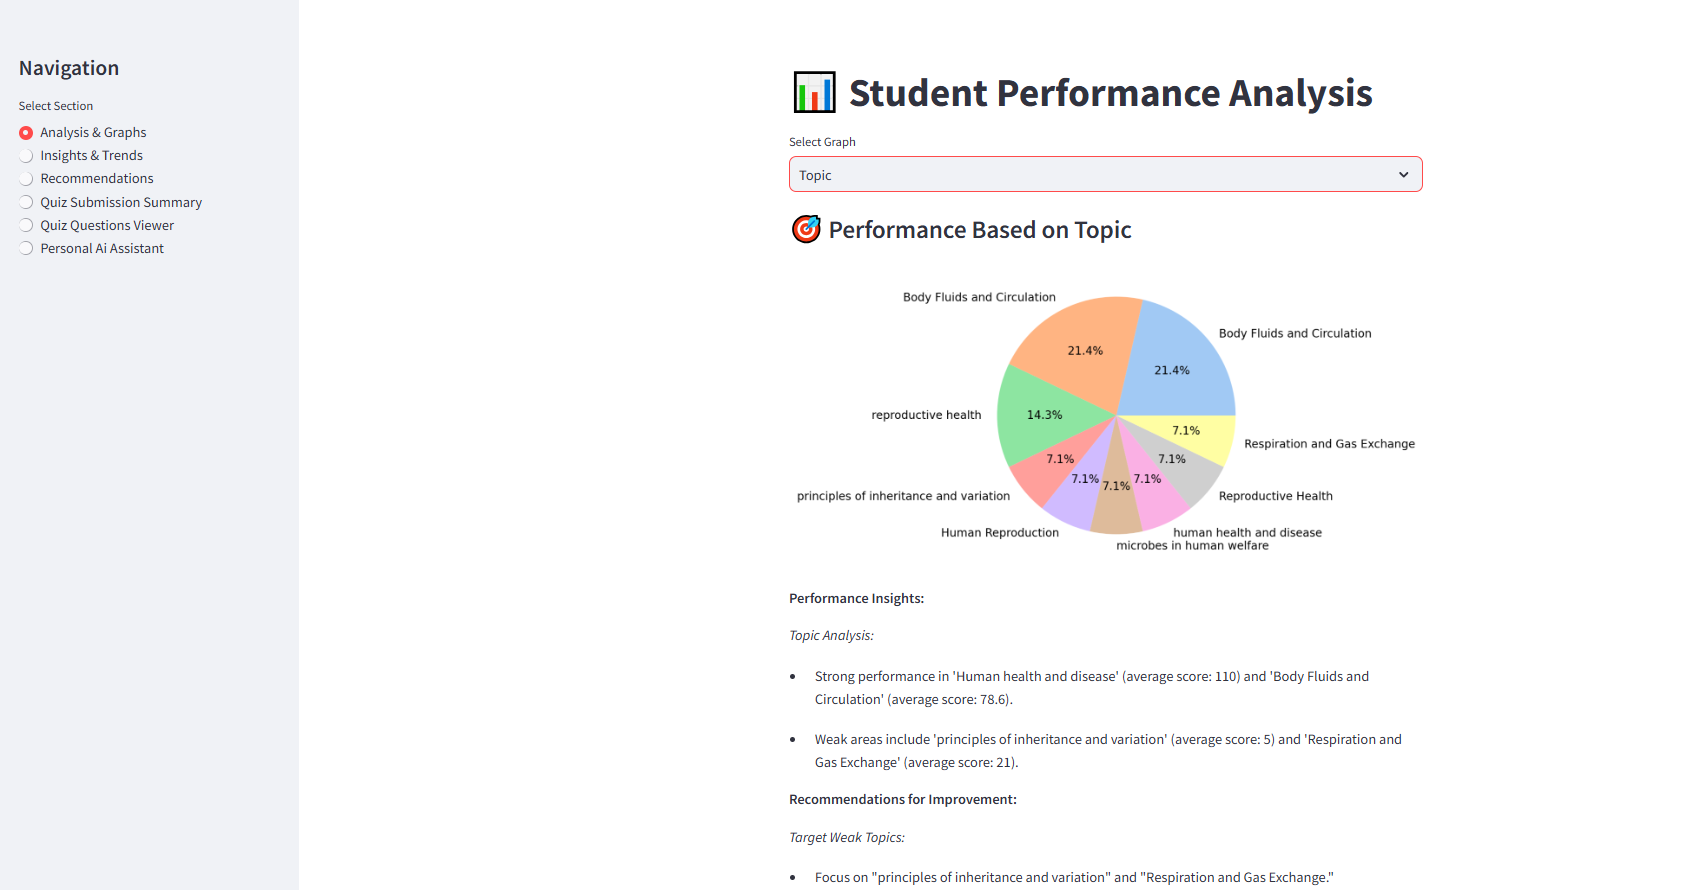 Navigation
Select Section
Analysis & Graphs
Insights & Trends
Recommendations
Quiz Submission Summary
Quiz Questions Viewer
Personal Ai Assistant
Student Performance Analysis
Select Graph
Topic
Performance Based on Topic
Body Fluids and Circulation
Body Fluids and Circulation
21.4%
21.4%
reproductive health
14.3%
7.1%
Respiration and Gas Exchange
7.1%
7.1%
7.1%
7.1%
7.1%
principles of inheritance and variation
Reproductive Health
Human Reproduction
human health and disease
microbes in human welfare
Performance Insights:
Topic Analysis:
• Strong performance in 'Human health and disease' (average score: 110) and 'Body Fluids and
Circulation' (average score: 78.6).
• Weak areas include 'principles of inheritance and variation' (average score: 5) and 'Respiration and
Gas Exchange' (average score: 21).
Recommendations for Improvement:
Target Weak Topics:
• Focus on "principles of inheritance and variation" and "Respiration and Gas Exchange."